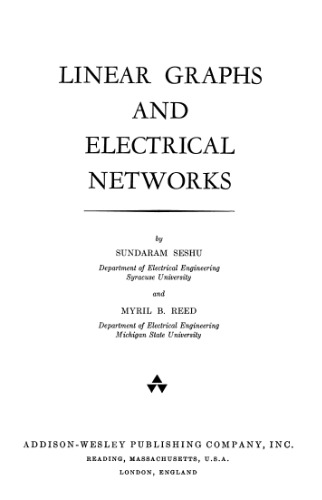 LINEAR GRAPHS
AND
ELECTRICAL
NETWORKS
by
SUNDARAM SESHU
Department of Electrical Engineering
Syracuse University
and
MYRIL B. REED
Department of Electrical Engineering
Michigan State University
ADDISON-WESLEY PUBLISHING COMPANY, INC.
READING, MASSACHUSETTS, U.S.A.
LONDON, ENGLAND